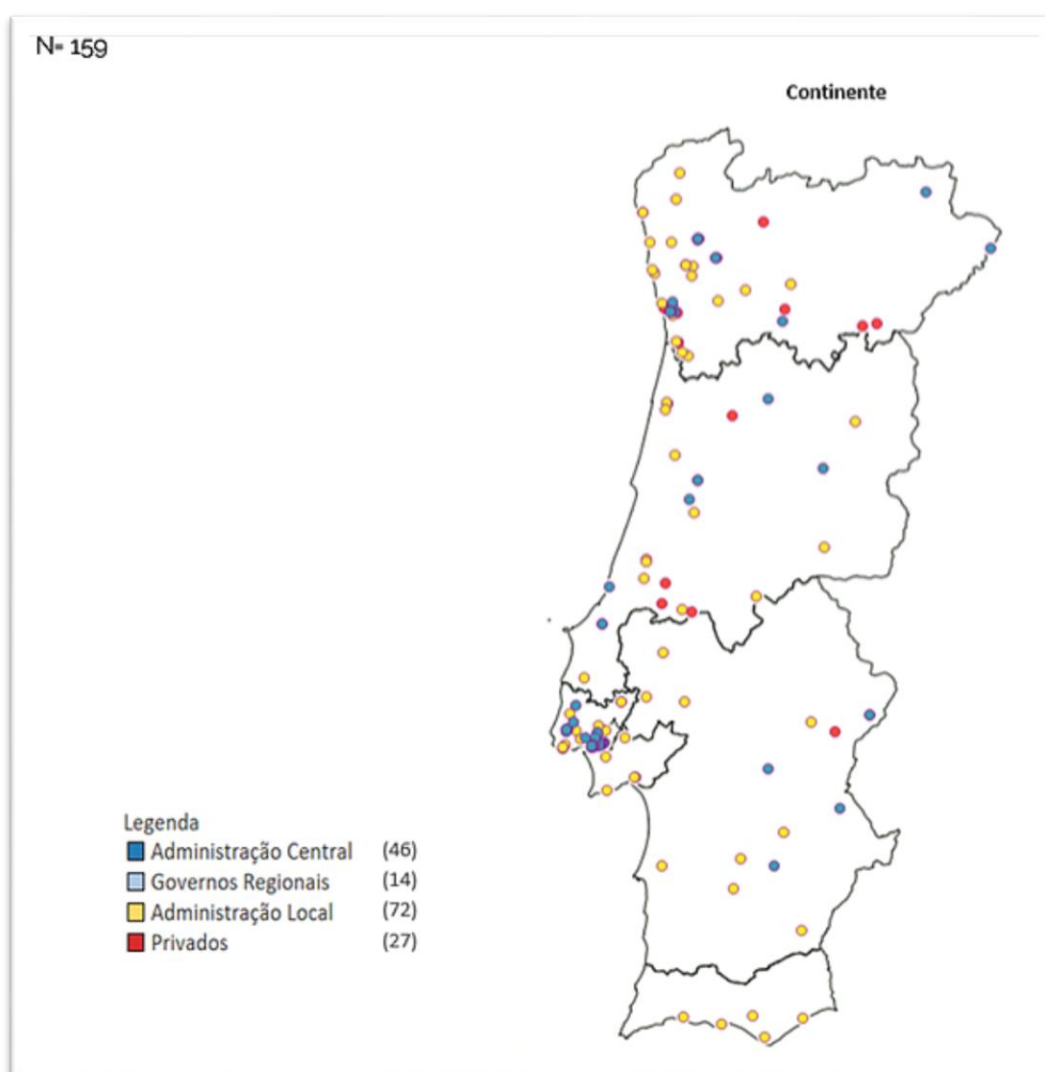 N= 159
Continente
Legenda
Administração Central (46)
Governos Regionais (14)
Administração Local (72)
Privados (27)